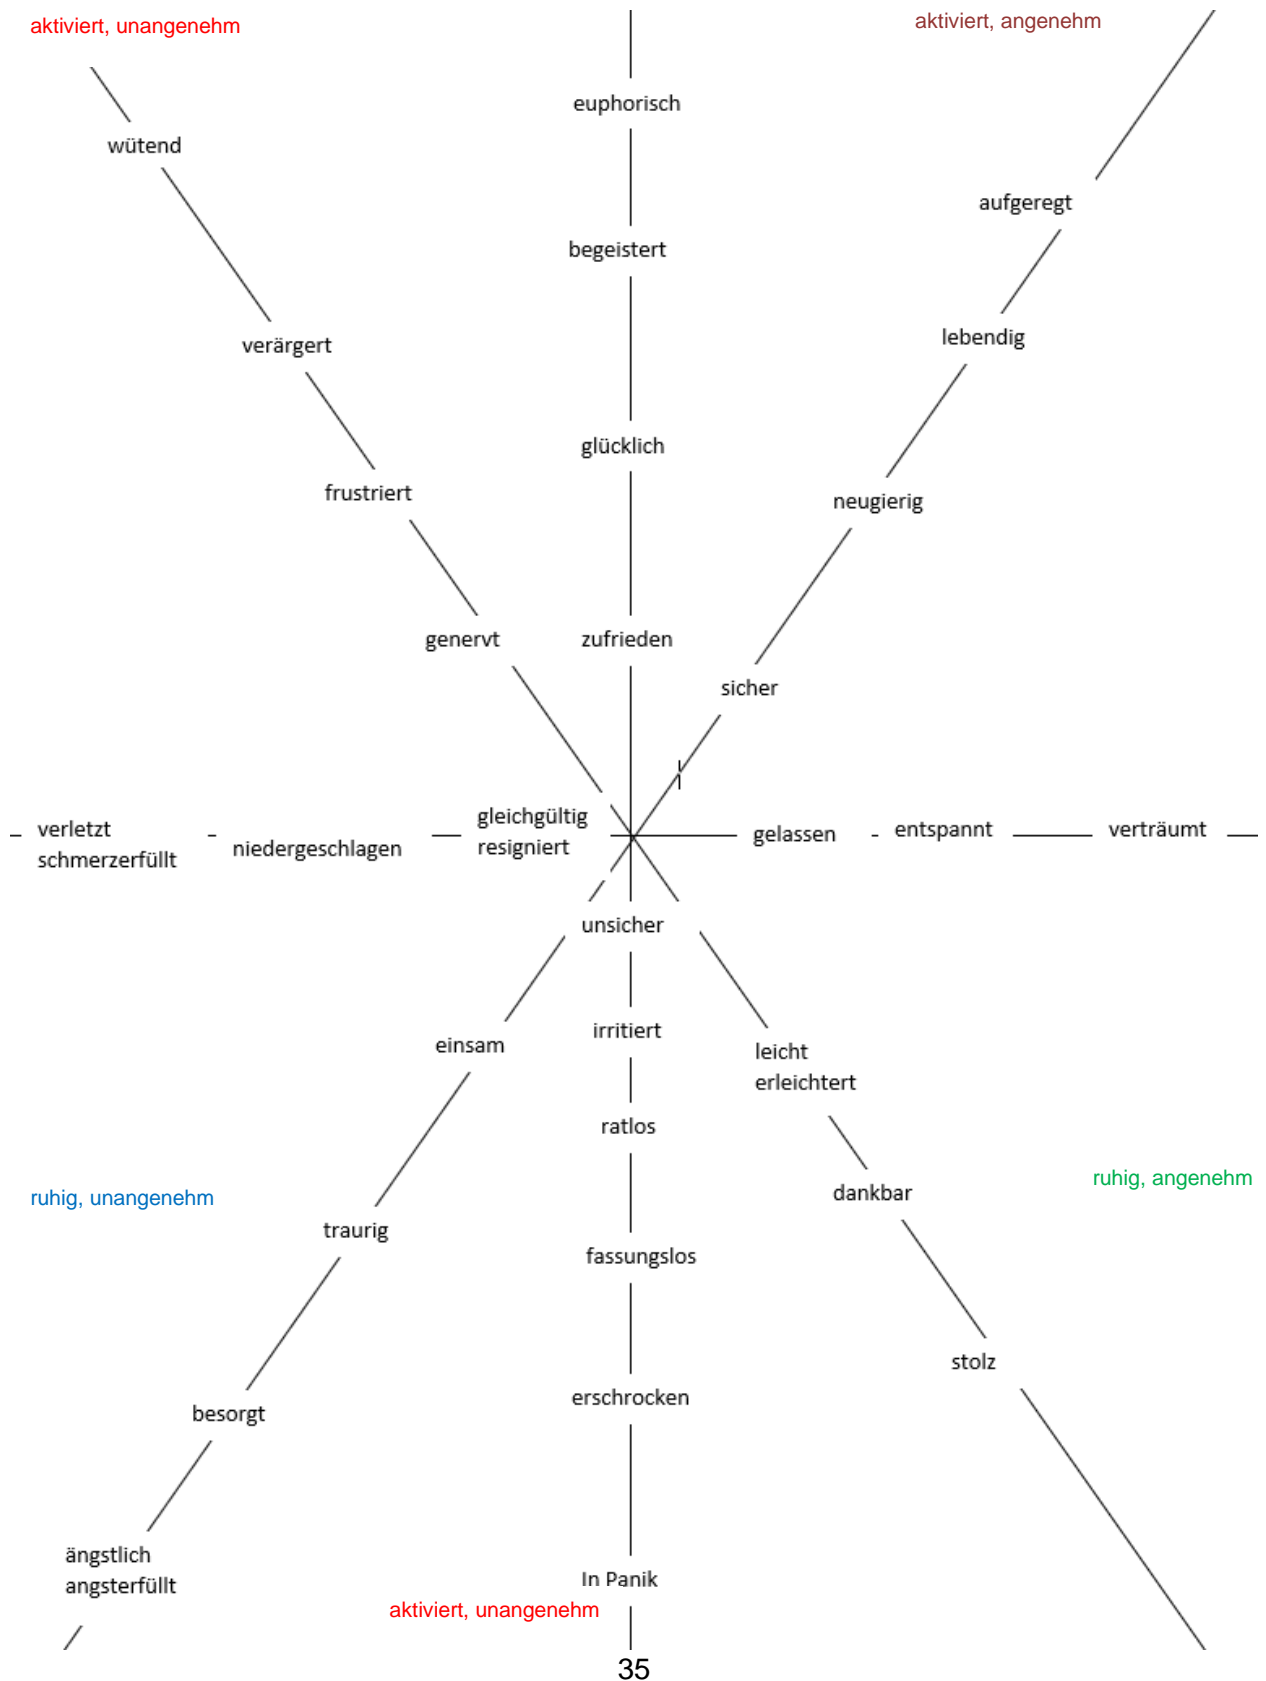 aktiviert, unangenehm
aktiviert, angenehm
euphorisch
wütend
aufgeregt
begeistert
lebendig
verärgert
glücklich
frustriert
neugierig
genervt
zufrieden
sicher
verletzt
schmerzerfüllt
niedergeschlagen
gleichgültig
resigniert
gelassen
entspannt
verträumt
unsicher
irritiert
einsam
leicht
erleichtert
ratlos
ruhig, unangenehm
ruhig, angenehm
dankbar
traurig
fassungslos
stolz
erschrocken
besorgt
ängstlich
angsterfüllt
In Panik
aktiviert, unangenehm
35